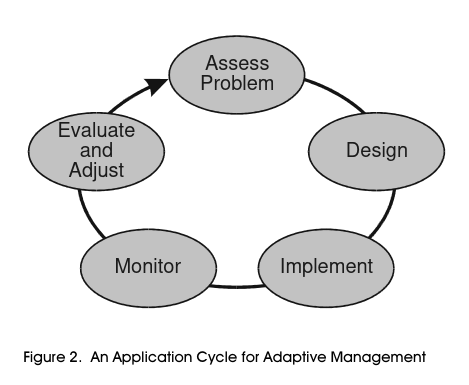 Assess
Problem
Design
Implement
Monitor
Evaluate
and
Adjust
Figure 2.  An Application Cycle for Adaptive Management